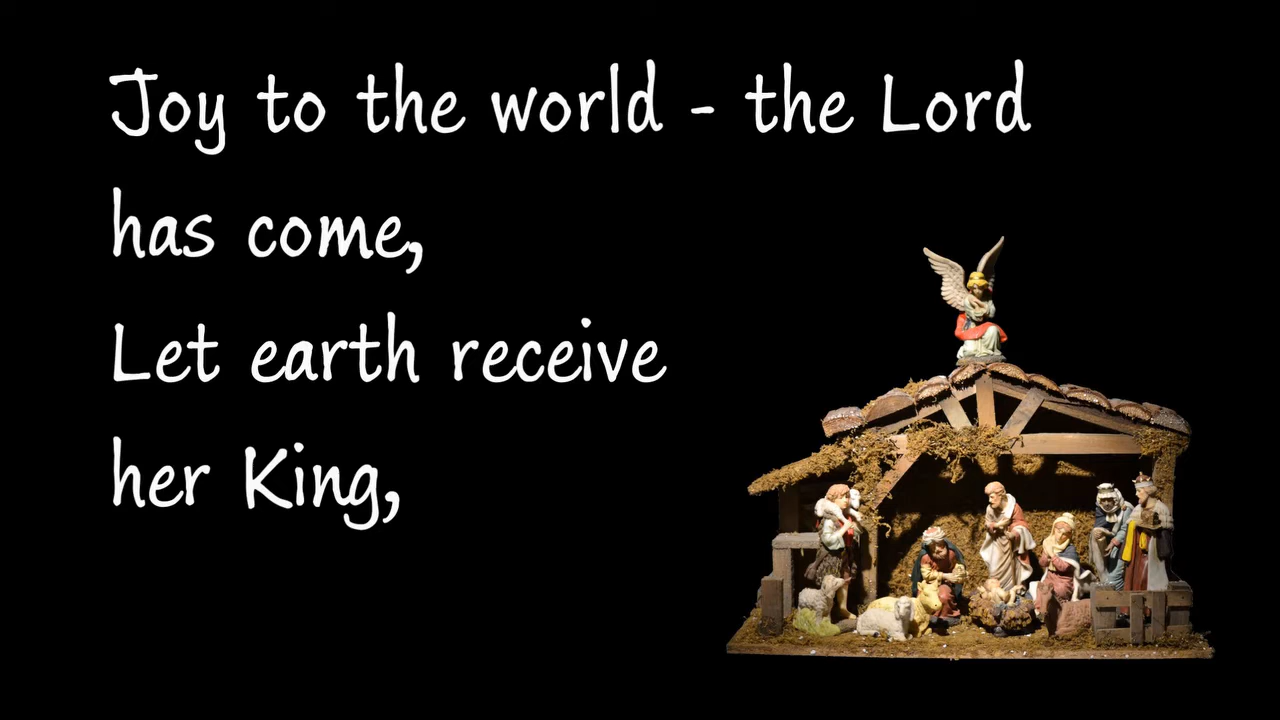 Joy to the world - the Lord
has come,
Let earth receive
her King,